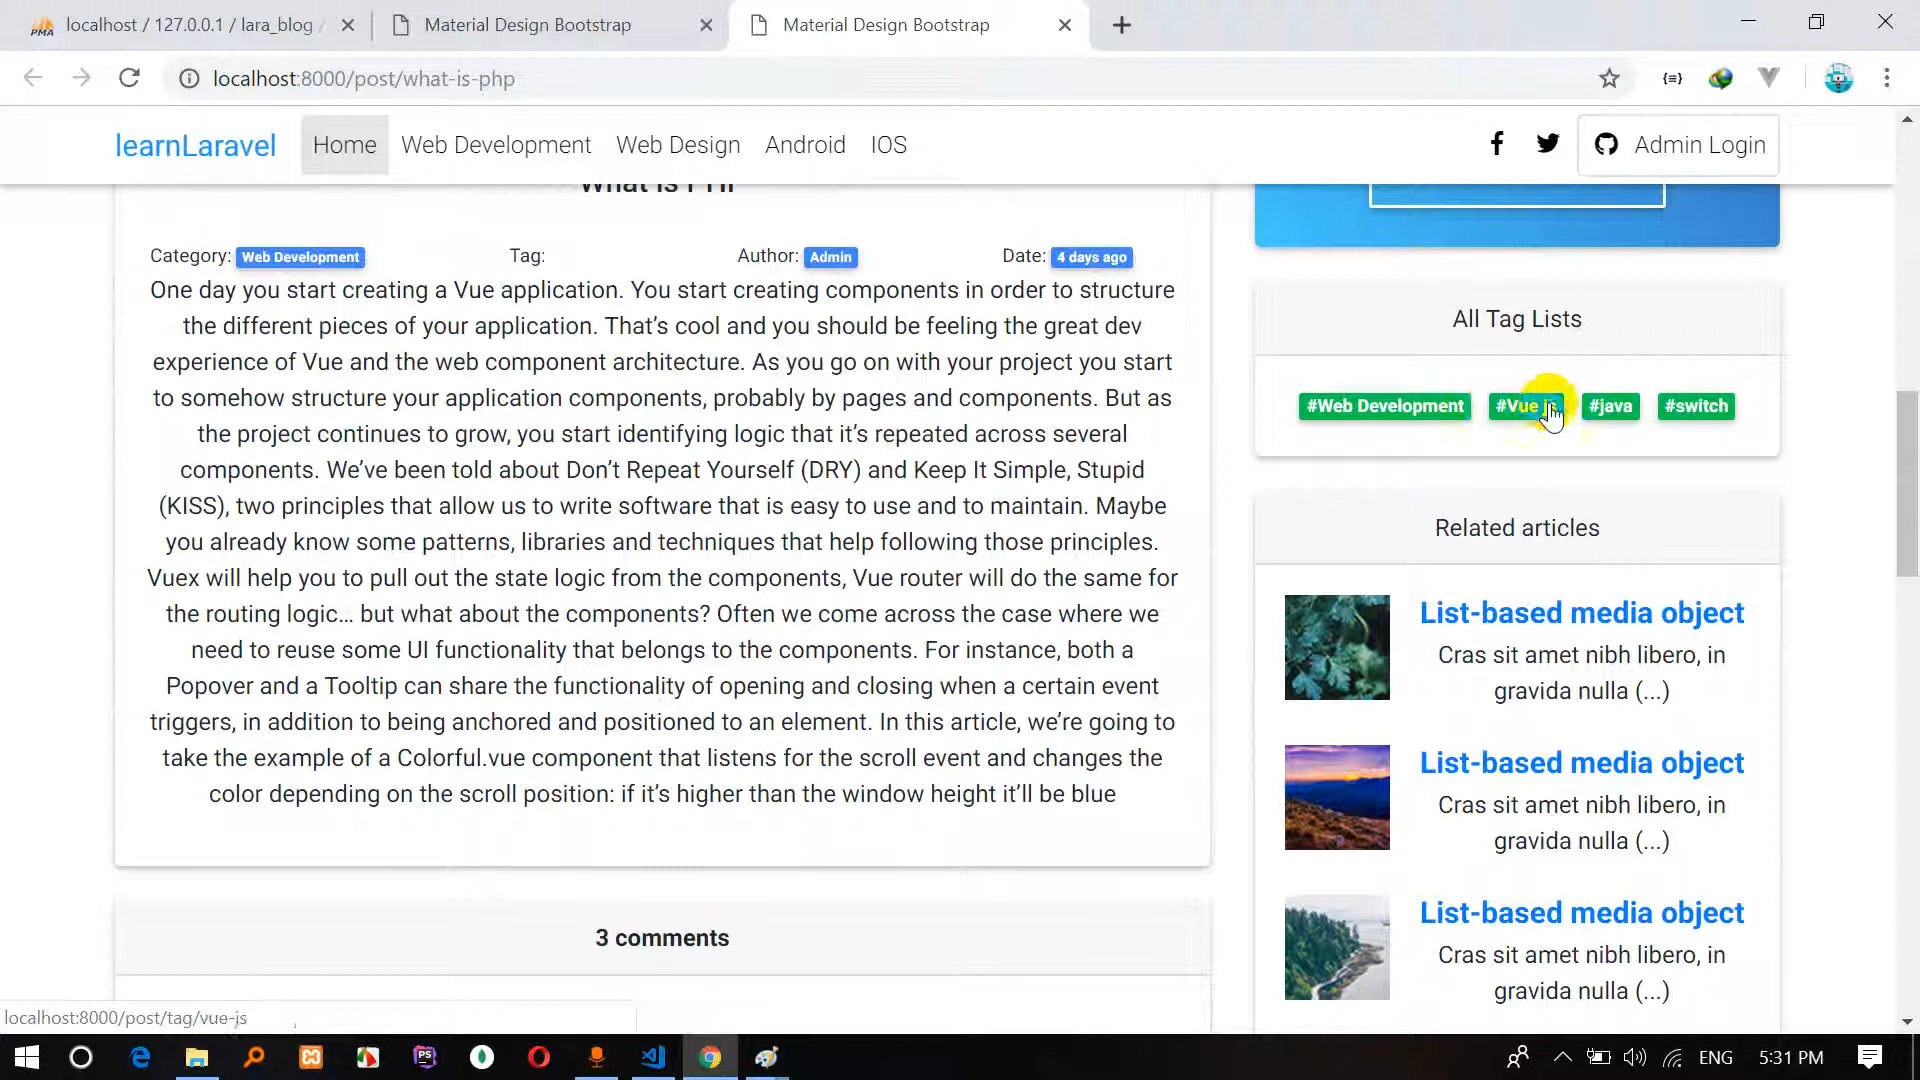 localhost / 127.0.0.1 / lara_blog /
Material Design Bootstrap
Material Design Bootstrap
localhost:8000/post/what-is-php
learnLaravel
Home
Web Development
Web Design
Android
IOS
Admin Login
What is PHP
Category: Web Development
Tag:
Author: Admin
Date: 4 days ago
One day you start creating a Vue application. You start creating components in order to structure
the different pieces of your application. That’s cool and you should be feeling the great dev
experience of Vue and the web component architecture. As you go on with your project you start
to somehow structure your application components, probably by pages and components. But as
the project continues to grow, you start identifying logic that it’s repeated across several
components. We’ve been told about Don’t Repeat Yourself (DRY) and Keep It Simple, Stupid
(KISS), two principles that allow us to write software that is easy to use and to maintain. Maybe
you already know some patterns, libraries and techniques that help following those principles.
Vuex will help you to pull out the state logic from the components, Vue router will do the same for
the routing logic… but what about the components? Often we come across the case where we
need to reuse some UI functionality that belongs to the components. For instance, both a
Popover and a Tooltip can share the functionality of opening and closing when a certain event
triggers, in addition to being anchored and positioned to an element. In this article, we’re going to
take the example of a Colorful.vue component that listens for the scroll event and changes the
color depending on the scroll position: if it’s higher than the window height it’ll be blue
3 comments
All Tag Lists
#Web Development #Vue js #java #switch
Related articles
List-based media object
Cras sit amet nibh libero, in
gravida nulla (...)
List-based media object
Cras sit amet nibh libero, in
gravida nulla (...)
List-based media object
Cras sit amet nibh libero, in
gravida nulla (...)
localhost:8000/post/tag/vue-js
ENG
5:31 PM